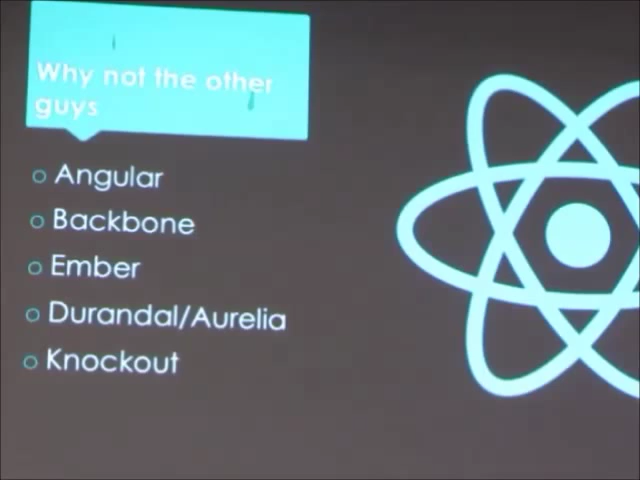 Why not the other
guys
Angular
Backbone
Ember
Durandal/Aurelia
Knockout